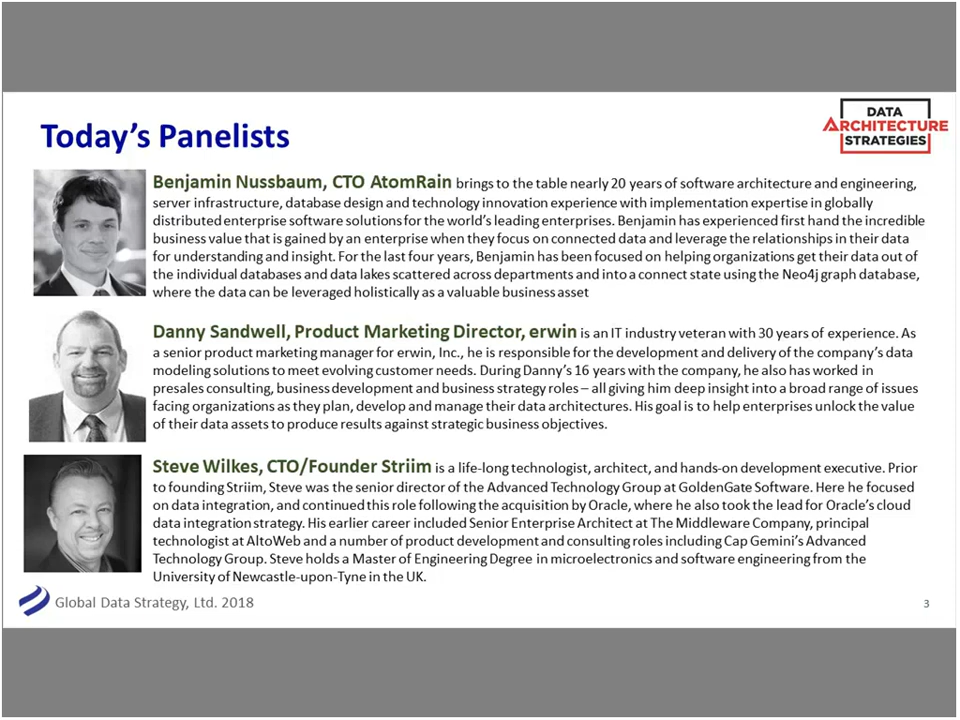 Today's Panelists
DATA
ARCHITECTURE
STRATEGIES
Benjamin Nussbaum, CTO AtomRain brings to the table nearly 20 years of software architecture and engineering,
server infrastructure, database design and technology innovation experience with implementation expertise in globally
distributed enterprise software solutions for the world's leading enterprises. Benjamin has experienced first hand the incredible
business value that is gained by an enterprise when they focus on connected data and leverage the relationships in their data
for understanding and insight. For the last four years, Benjamin has been focused on helping organizations get their data out of
the individual databases and data lakes scattered across departments and into a connect state using the Neo4j graph database,
where the data can be leveraged holistically as a valuable business asset
Danny Sandwell, Product Marketing Director, erwin is an IT industry veteran with 30 years of experience. As
a senior product marketing manager for erwin, Inc., he is responsible for the development and delivery of the company's data
modeling solutions to meet evolving customer needs. During Danny's 16 years with the company, he also has worked in
presales consulting, business development and business strategy roles – all giving him deep insight into a broad range of issues
facing organizations as they plan, develop and manage their data architectures. His goal is to help enterprises unlock the value
of their data assets to produce results against strategic business objectives.
Steve Wilkes, CTO/Founder Striim is a life-long technologist, architect, and hands-on development executive. Prior
to founding Striim, Steve was the senior director of the Advanced Technology Group at GoldenGate Software. Here he focused
on data integration, and continued this role following the acquisition by Oracle, where he also took the lead for Oracle's cloud
data integration strategy. His earlier career included Senior Enterprise Architect at The Middleware Company, principal
technologist at AltoWeb and a number of product development and consulting roles including Cap Gemini's Advanced
Technology Group. Steve holds a Master of Engineering Degree in microelectronics and software engineering from the
University of Newcastle-upon-Tyne in the UK.
Global Data Strategy, Ltd. 2018
3